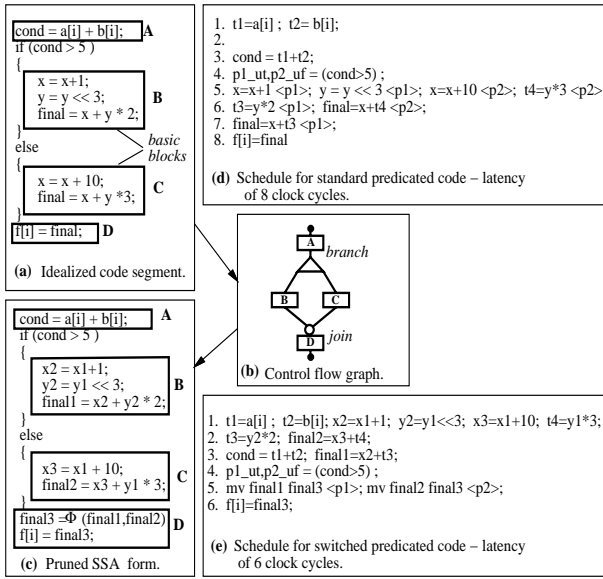 cond = a[i] + b[i]; A
if (cond > 5 )
{
x = x+1;
y = y << 3;
final = x + y * 2;
B
}
else
basic
blocks
{
x = x + 10;
final = x + y *3;
C
}
f[i] = final; D
(a) Idealized code segment.
1. t1=a[i] ; t2= b[i];
2.
3. cond = t1+t2;
4. p1_ut,p2_uf = (cond>5) ;
5. x=x+1 <p1>; y = y << 3 <p1>; x=x+10 <p2>; t4=y*3 <p2>;
6. t3=y*2 <p1>; final=x+t4 <p2>;
7. final=x+t3 <p1>;
8. f[i]=final
(d) Schedule for standard predicated code – latency
of 8 clock cycles.
A
branch
B C
D join
(b) Control flow graph.
cond = a[i] + b[i]; A
if (cond > 5 )
{
x2 = x1+1;
y2 = y1 << 3;
final1 = x2 + y2 * 2;
B
}
else
{
x3 = x1 + 10;
final2 = x3 + y1 * 3;
C
}
final3 =Φ (final1,final2)
f[i] = final3;
D
(c) Pruned SSA form.
1. t1=a[i] ; t2=b[i]; x2=x1+1; y2=y1<<3; x3=x1+10; t4=y1*3;
2. t3=y2*2; final2=x3+t4;
3. cond = t1+t2; final1=x2+t3;
4. p1_ut,p2_uf = (cond>5) ;
5. mv final1 final3 <p1>; mv final2 final3 <p2>;
6. f[i]=final3;
(e) Schedule for switched predicated code – latency
of 6 clock cycles.